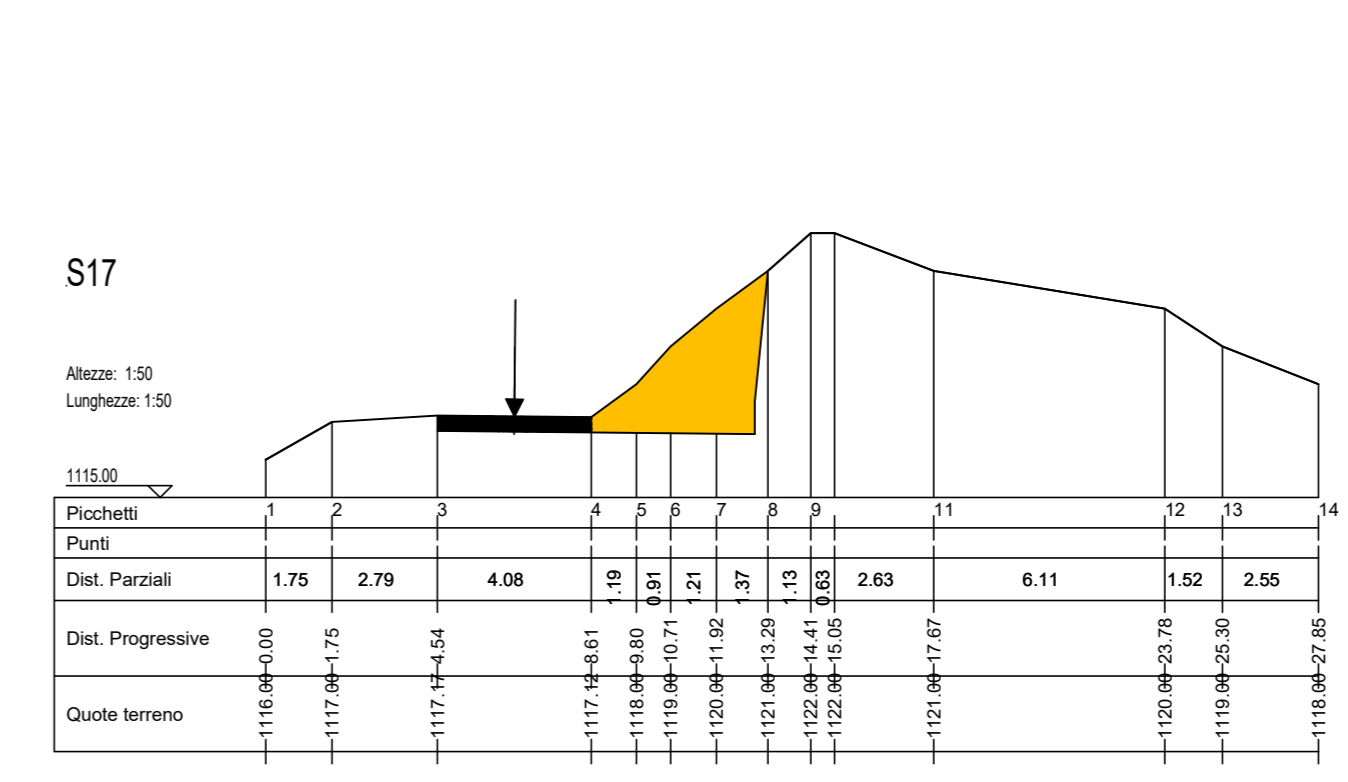 S17
Altezze: 1:50
Lunghezze: 1:50
1115.00
Picchetti 1 2 3 4 5 6 7 8 9 11 12 13 14
Punti
Dist. Parziali 1.75 2.79 4.08 1.19 0.91 1.21 1.37 1.13 0.63 2.63 6.11 1.52 2.55
Dist. Progressive 0.00 1.75 4.54 8.61 9.80 10.71 11.92 13.29 14.41 15.05 17.67 23.78 25.30 27.85
Quote terreno 1116.00 1117.00 1117.17 1117.12 1118.00 1119.00 1120.00 1121.00 1122.00 1122.00 1121.00 1120.00 1119.00 1118.00